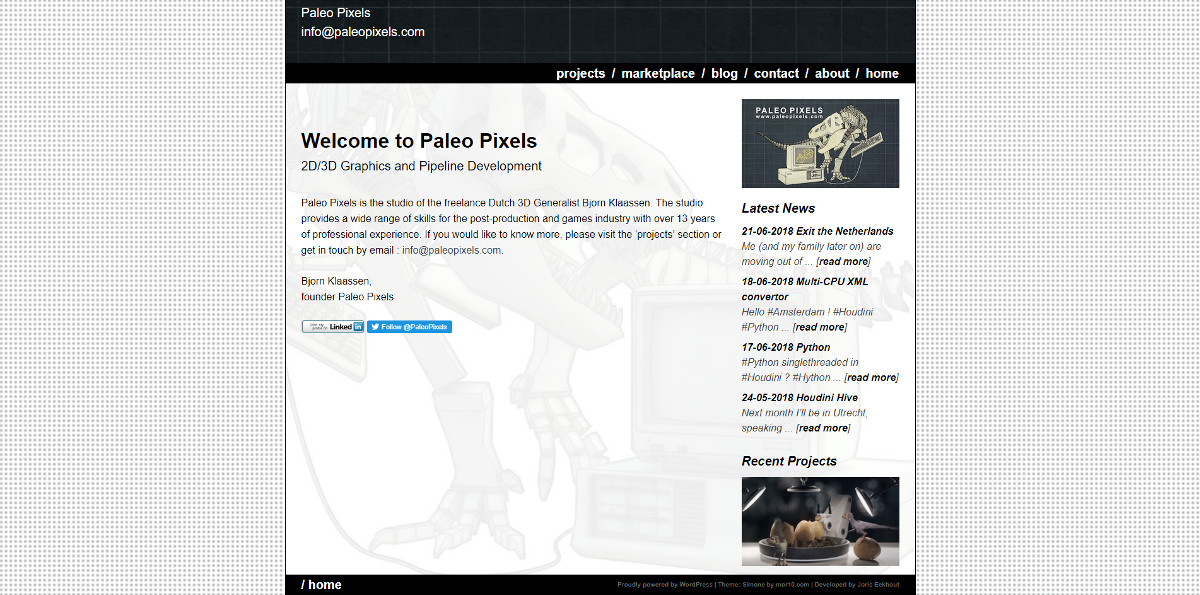 Paleo Pixels
info@paleopixels.com
projects / marketplace / blog / contact / about / home
Welcome to Paleo Pixels
2D/3D Graphics and Pipeline Development
Paleo Pixels is the studio of the freelance Dutch 3D Generalist Bjorn Klaassen. The studio
provides a wide range of skills for the post-production and games industry with over 13 years
of professional experience. If you would like to know more, please visit the 'projects' section or
get in touch by email : info@paleopixels.com.
Bjorn Klaassen,
founder Paleo Pixels
Linked in
Follow @PaleoPixels
PALEO PIXELS
www.paleopixels.com
Latest News
21-06-2018 Exit the Netherlands
Me (and my family later on) are
moving out of ... [read more]
18-06-2018 Multi-CPU XML
convertor
Hello #Amsterdam ! #Houdini
#Python ... [read more]
17-06-2018 Python
#Python singlethreaded in
#Houdini ? #Hython ... [read more]
24-05-2018 Houdini Hive
Next month I'll be in Utrecht,
speaking ... [read more]
Recent Projects
/ home
Proudly powered by WordPress | Theme: Simone by mor10.com | Developed by Joris Eekhout